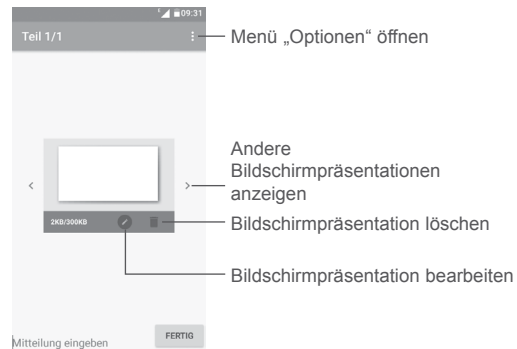 09:31
Teil 1/1
Menü „Optionen“ öffnen
Andere
Bildschirmpräsentationen
anzeigen
2KB/300KB
Bildschirmpräsentation löschen
Bildschirmpräsentation bearbeiten
FERTIG
Mitteilung eingeben